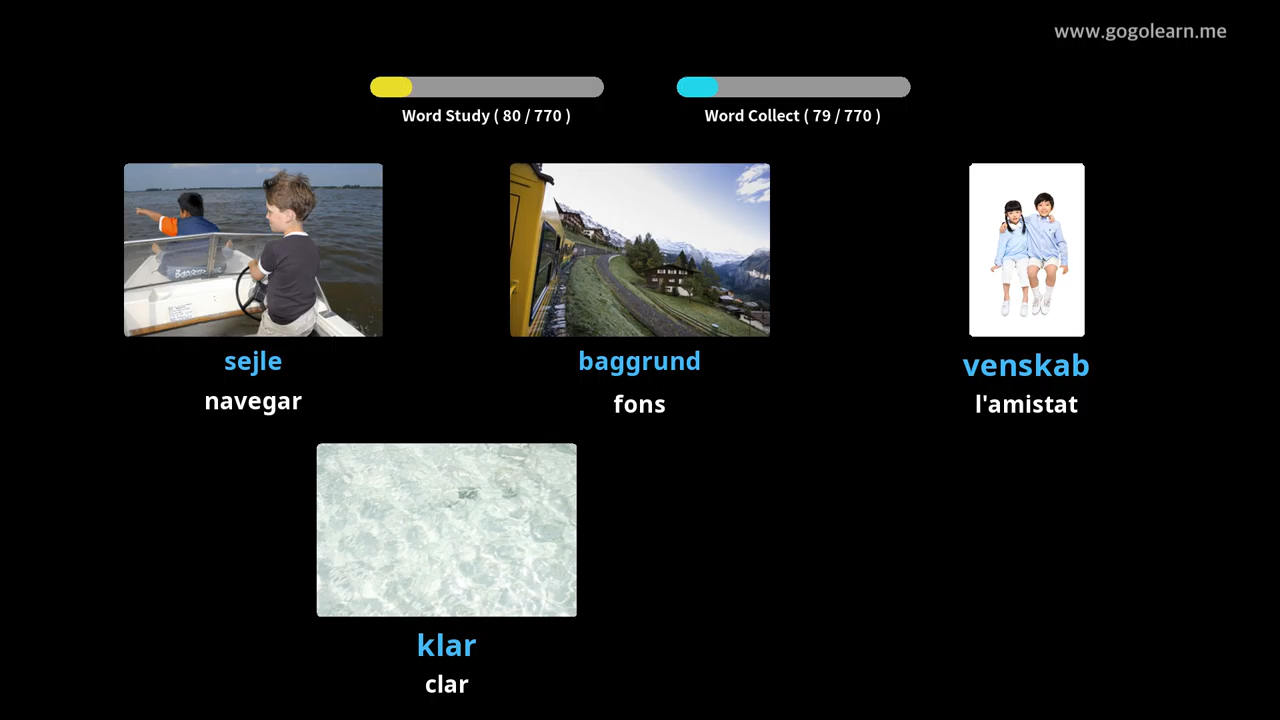 www.gogolearn.me
Word Study ( 80 / 770 )
Word Collect ( 79 / 770 )
sejle
navegar
baggrund
fons
venskab
l'amistat
klar
clar